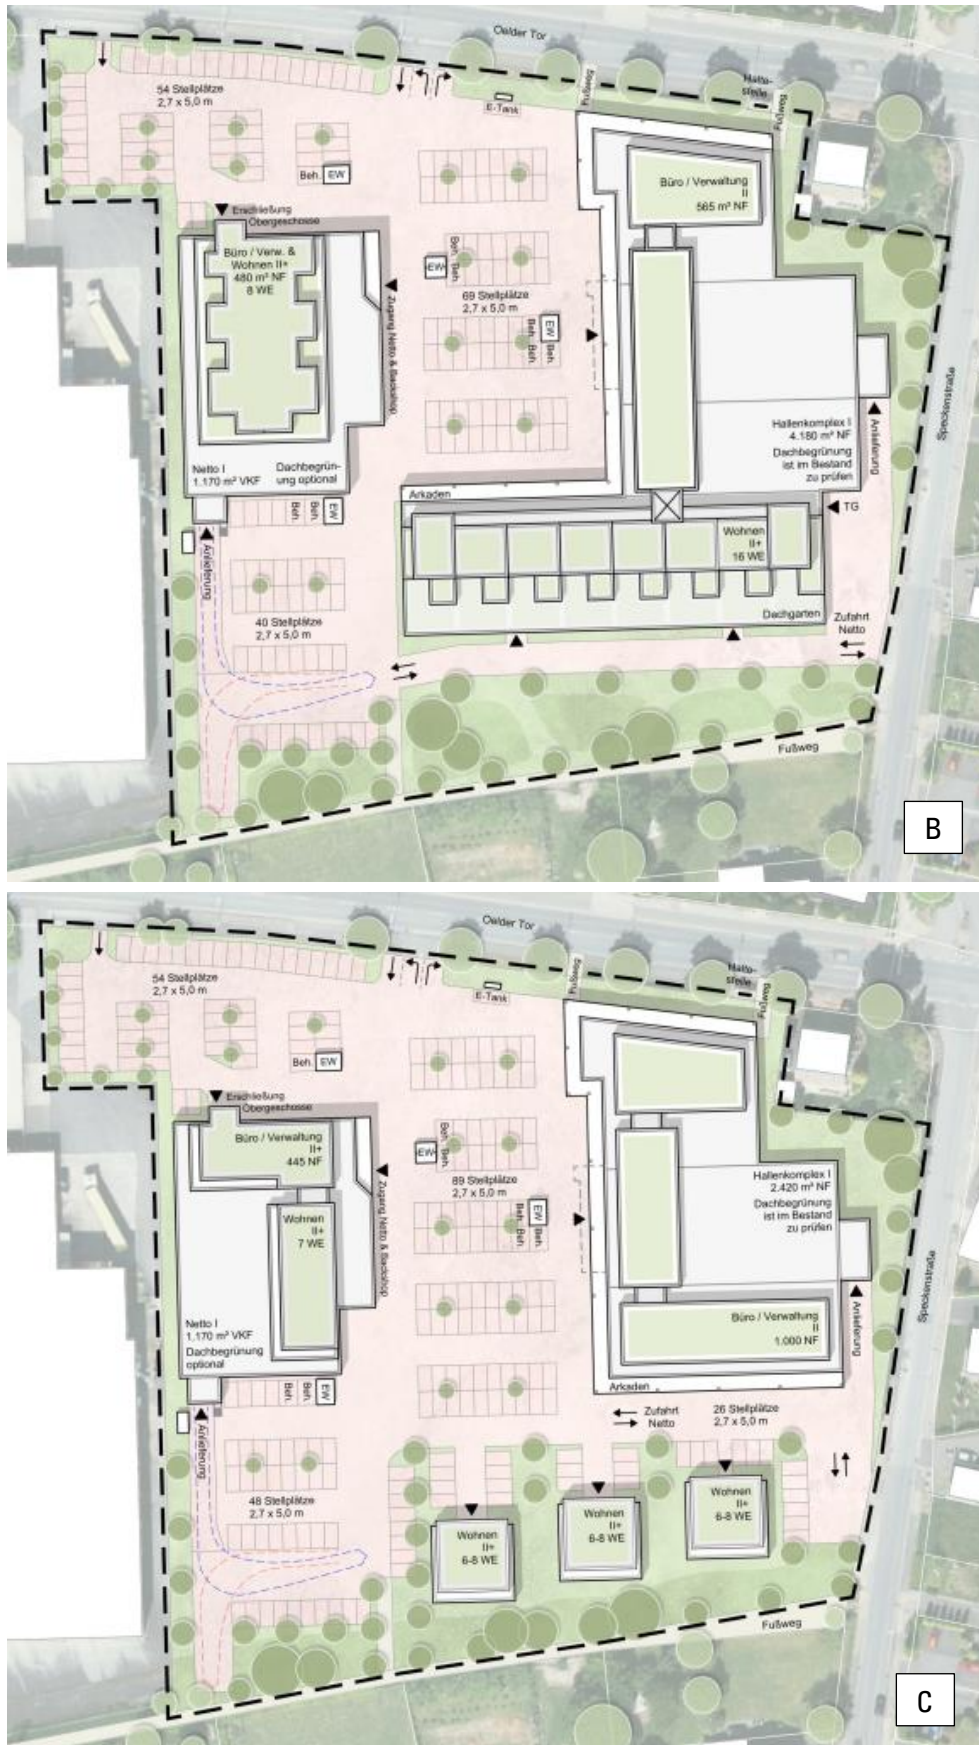 Oelder Tor
54 Stellplätze
2,7 x 5,0 m
E-Tank
Fußweg
Halte-
stelle
Fußweg
Beh. EW
Erschließung
Obergeschosse
Büro / Verw. &
Wohnen II+
480 m² NF
8 WE
Büro / Verwaltung
II
565 m² NF
Beh. Beh.
EW
69 Stellplätze
2,7 x 5,0 m
EW
Beh. Beh. Beh.
Zugang Netto & Backshop
Speckenstraße
Hallenkomplex I
4.180 m² NF
Dachbegrünung
ist im Bestand
zu prüfen
Anlieferung
Netto I
1.170 m² VKF
Dachbegrün-
ung optional
Arkaden
Beh. Beh. EW
TG
Wohnen
II+
16 WE
Anlieferung
40 Stellplätze
2,7 x 5,0 m
Dachgarten
Zufahrt
Netto
Fußweg
B
Oelder Tor
54 Stellplätze
2,7 x 5,0 m
E-Tank
Fußweg
Halte-
stelle
Fußweg
Beh. EW
Erschließung
Obergeschosse
Büro / Verwaltung
II+
445 NF
Beh. Beh.
EW
89 Stellplätze
2,7 x 5,0 m
EW
Beh. Beh. Beh.
Zugang Netto & Backshop
Wohnen
II+
7 WE
Hallenkomplex I
2.420 m² NF
Dachbegrünung
ist im Bestand
zu prüfen
Speckenstraße
Anlieferung
Netto I
1.170 m² VKF
Dachbegrünung
optional
Büro / Verwaltung
II
1.000 NF
Arkaden
Beh. Beh. EW
Zufahrt
Netto
26 Stellplätze
2,7 x 5,0 m
Anlieferung
48 Stellplätze
2,7 x 5,0 m
Wohnen
II+
6-8 WE
Wohnen
II+
6-8 WE
Wohnen
II+
6-8 WE
Fußweg
C